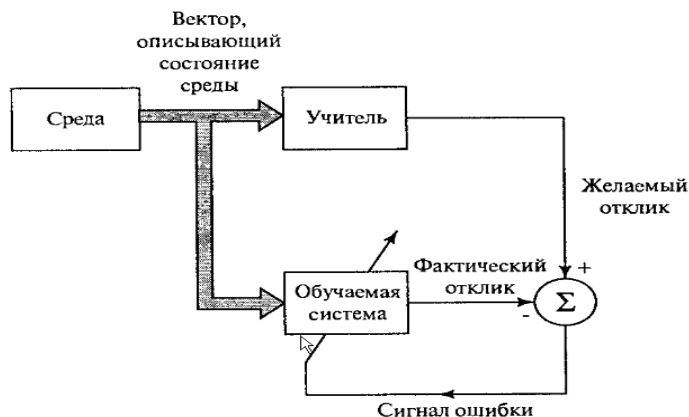 Вектор,
описывающий
состояние
среды
Среда
Учитель
Желаемый
отклик
Фактический
отклик
+
Обучаемая
система
Σ
-
Сигнал ошибки